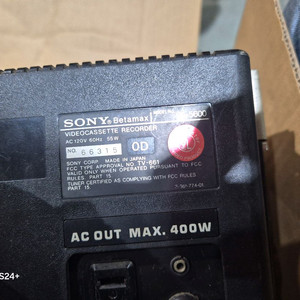 SONY Betamax
VIDEOCASSETTE RECORDER
AC 120V 60Hz 55W
NO. 66315 OD
SONY CORP. MADE IN JAPAN
FCC TYPE APPROVAL NO. TV-661
VALID ONLY WHEN OPERATED PURSUANT TO FCC
RULES, PART 15
TUNER CERTIFIED AS COMPLYING WITH FCC RULES
PART 15
AC OUT MAX. 400W
S24+